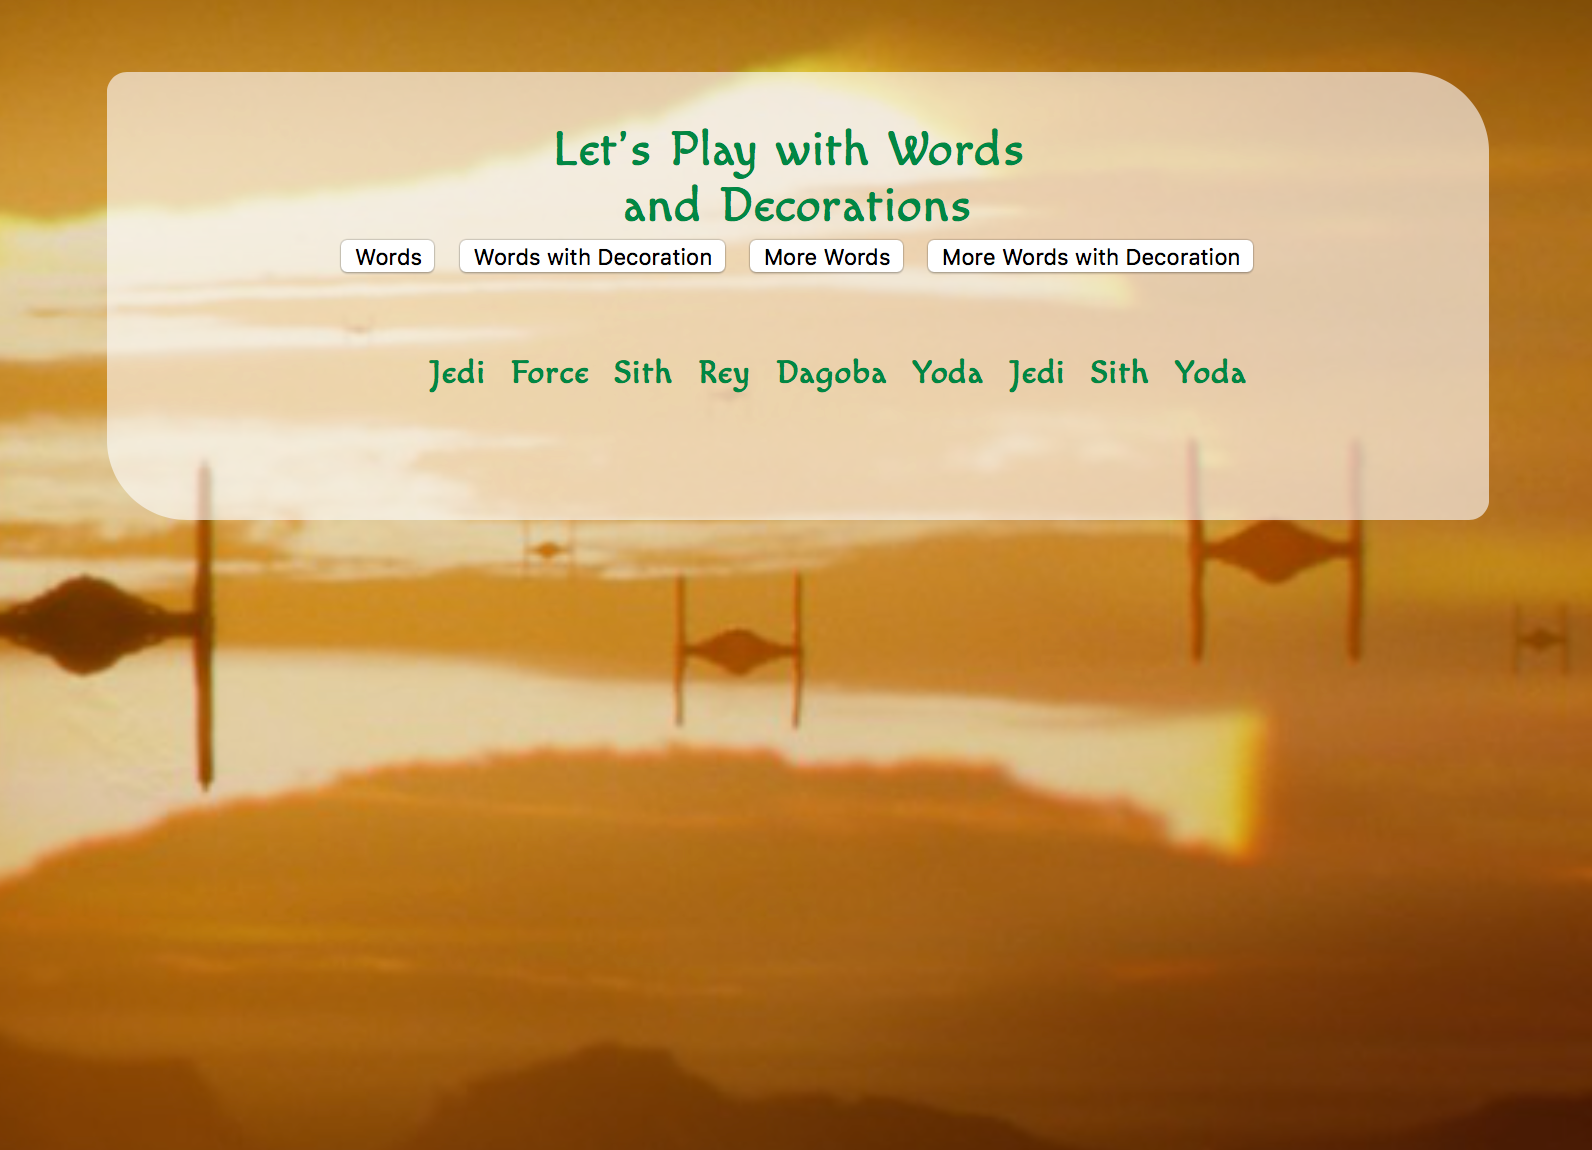 Let's Play with Words
and Decorations
Words Words with Decoration More Words More Words with Decoration
Jedi Force Sith Rey Dagoba Yoda Jedi Sith Yoda